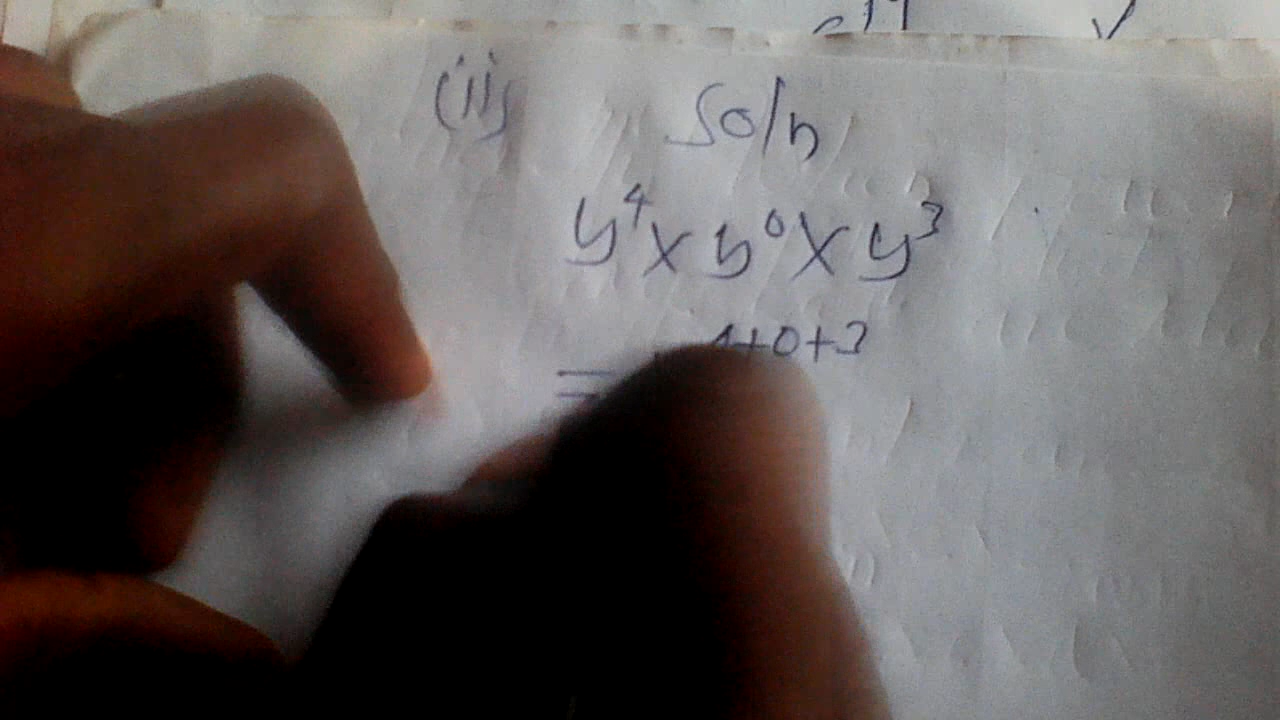 (ii) Soln
y⁴ x y⁰ x y³
= 4+0+3